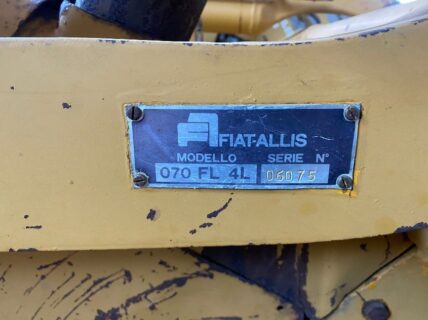 FIAT-ALLIS
MODELLO SERIE N°
070 FL 4L 06075